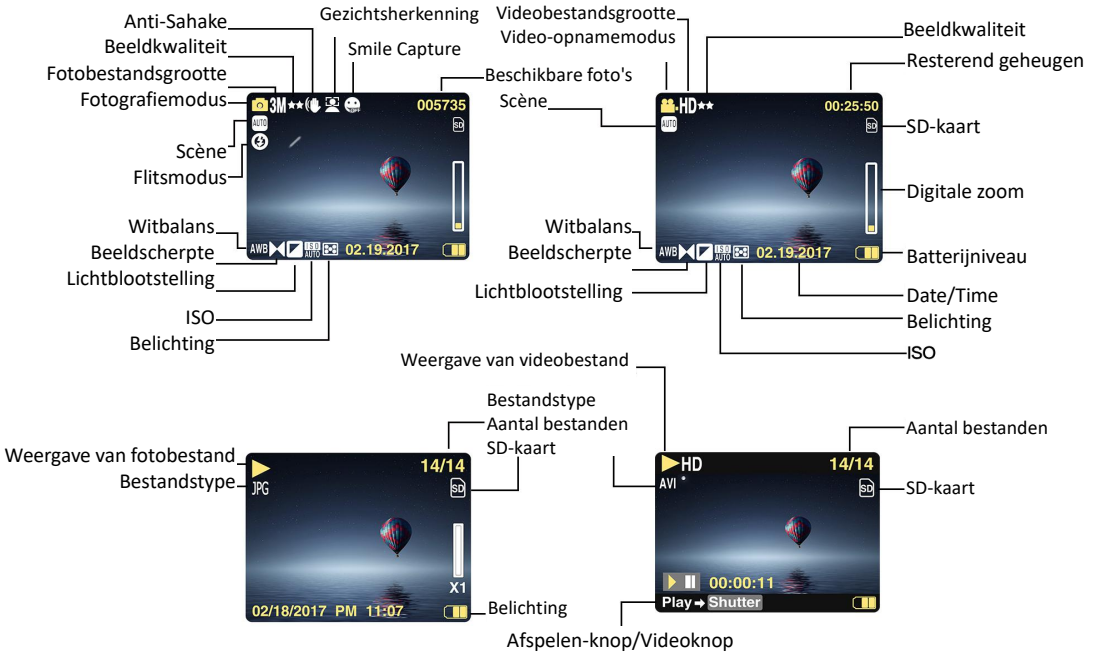 Anti-Sahake
Beeldkwaliteit
Fotobestandsgrootte
Fotografiemodus
Scène
Flitsmodus
Witbalans
Beeldscherpte
Lichtblootstelling
ISO
Belichting
Gezichtsherkenning
Smile Capture
Beschikbare foto's
3M
005735
AUTO
SD
AWB
ISO
AUTO
02.19.2017
Videobestandsgrootte
Video-opnamemodus
Scène
Beeldkwaliteit
Resterend geheugen
SD-kaart
Digitale zoom
Batterijniveau
Date/Time
Belichting
ISO
Witbalans
Beeldscherpte
Lichtblootstelling
HD
00:25:50
AUTO
SD
AWB
ISO
AUTO
02.19.2017
Weergave van fotobestand
Bestandstype
14/14
JPG
SD
X1
02/18/2017 PM 11:07
Belichting
Weergave van videobestand
Bestandstype
Aantal bestanden
SD-kaart
Aantal bestanden
SD-kaart
HD
14/14
AVI
SD
00:00:11
Play Shutter
Afspelen-knop/Videoknop